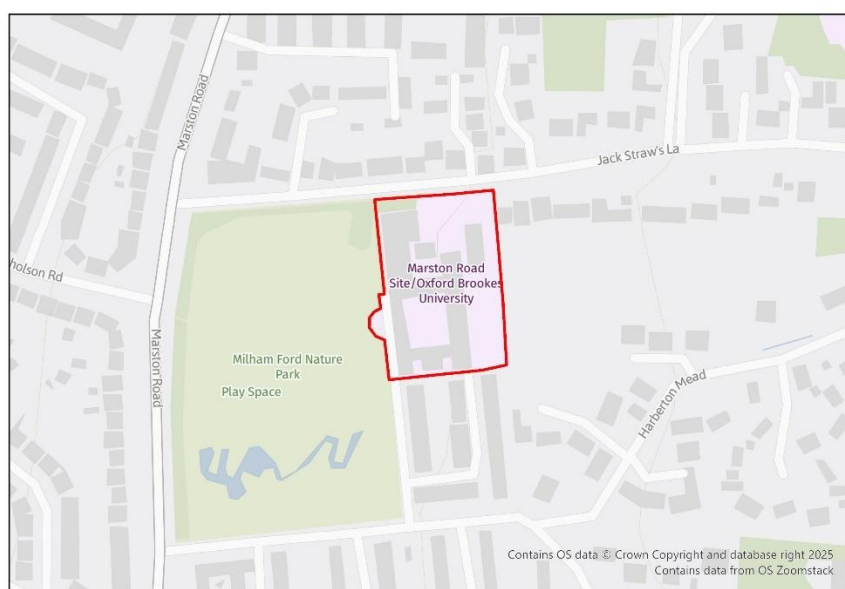 Marston Road
Jack Straw's La
Marston Road
Site/Oxford Brookes
University
holson Rd
Marston Road
Milham Ford Nature
Park
Play Space
Harberton Mead
Contains OS data © Crown Copyright and database right 2025
Contains data from OS Zoomstack